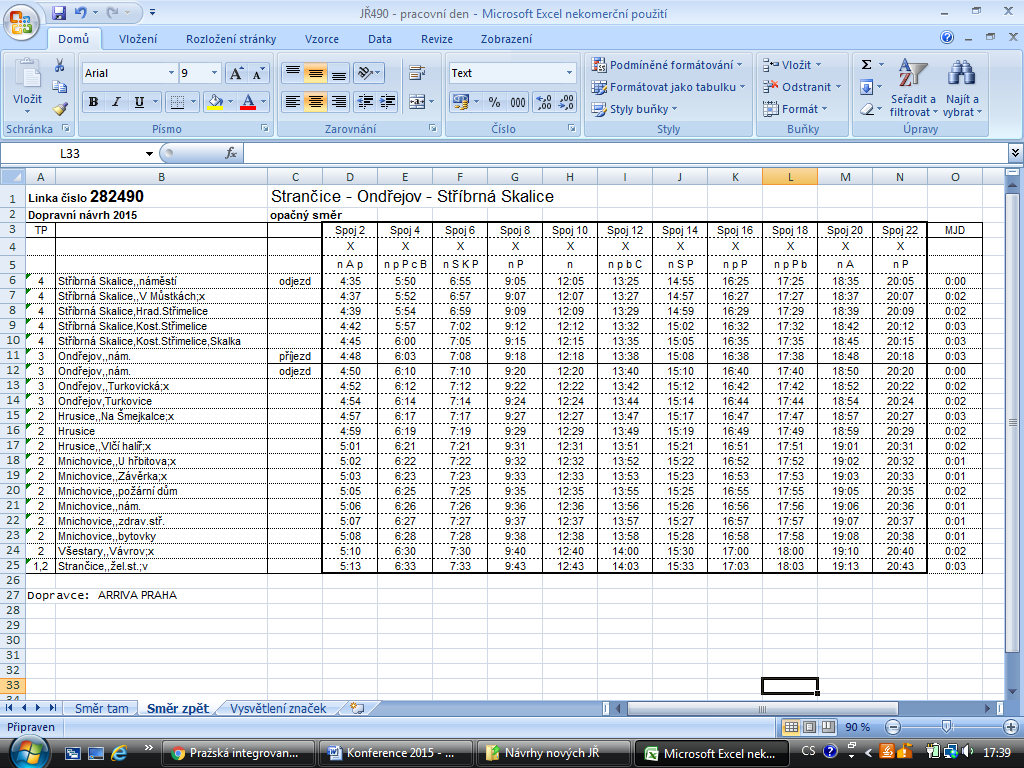 JŘ490 - pracovní den - Microsoft Excel nekomerční použití
Domů Vložení Rozložení stránky Vzorce Data Revize Zobrazení
Vložit
Arial 9
Text
Podmíněné formátování
Formátovat jako tabulku
Styly buňky
Vložit
Odstranit
Formát
Seřadit a filtrovat
Najít a vybrat
Schránka Písmo Zarovnání Číslo Styly Buňky Úpravy
L33
A B C D E F G H I J K L M N O
1 Linka číslo 282490 Strančice - Ondřejov - Stříbrná Skalice
2 Dopravní návrh 2015 opačný směr
3 TP Spoj 2 Spoj 4 Spoj 6 Spoj 8 Spoj 10 Spoj 12 Spoj 14 Spoj 16 Spoj 18 Spoj 20 Spoj 22 MJD
4 X X X X X X X X X X X
5 n A p n p P c B n S K P n P n n p b C n S P n p P n p P b n A n P
6 4 Stříbrná Skalice,,náměstí odjezd 4:35 5:50 6:55 9:05 12:05 13:25 14:55 16:25 17:25 18:35 20:05 0:00
7 4 Stříbrná Skalice,,V Můstkách;x 4:37 5:52 6:57 9:07 12:07 13:27 14:57 16:27 17:27 18:37 20:07 0:02
8 4 Stříbrná Skalice,Hrad.Střimelice 4:39 5:54 6:59 9:09 12:09 13:29 14:59 16:29 17:29 18:39 20:09 0:02
9 4 Stříbrná Skalice,Kost.Střimelice 4:42 5:57 7:02 9:12 12:12 13:32 15:02 16:32 17:32 18:42 20:12 0:03
10 4 Stříbrná Skalice,Kost.Střimelice,Skalka 4:45 6:00 7:05 9:15 12:15 13:35 15:05 16:35 17:35 18:45 20:15 0:03
11 3 Ondřejov,,nám. příjezd 4:48 6:03 7:08 9:18 12:18 13:38 15:08 16:38 17:38 18:48 20:18 0:03
12 3 Ondřejov,,nám. odjezd 4:50 6:10 7:10 9:20 12:20 13:40 15:10 16:40 17:40 18:50 20:20 0:00
13 3 Ondřejov,,Turkovická;x 4:52 6:12 7:12 9:22 12:22 13:42 15:12 16:42 17:42 18:52 20:22 0:02
14 3 Ondřejov,Turkovice 4:54 6:14 7:14 9:24 12:24 13:44 15:14 16:44 17:44 18:54 20:24 0:02
15 2 Hrusice,,Na Šmejkalce;x 4:57 6:17 7:17 9:27 12:27 13:47 15:17 16:47 17:47 18:57 20:27 0:03
16 2 Hrusice 4:59 6:19 7:19 9:29 12:29 13:49 15:19 16:49 17:49 18:59 20:29 0:02
17 2 Hrusice,,Vlčí halíř;x 5:01 6:21 7:21 9:31 12:31 13:51 15:21 16:51 17:51 19:01 20:31 0:02
18 2 Mnichovice,,U hřbitova;x 5:02 6:22 7:22 9:32 12:32 13:52 15:22 16:52 17:52 19:02 20:32 0:01
19 2 Mnichovice,,Závěrka;x 5:03 6:23 7:23 9:33 12:33 13:53 15:23 16:53 17:53 19:03 20:33 0:01
20 2 Mnichovice,,požární dům 5:05 6:25 7:25 9:35 12:35 13:55 15:25 16:55 17:55 19:05 20:35 0:02
21 2 Mnichovice,,nám. 5:06 6:26 7:26 9:36 12:36 13:56 15:26 16:56 17:56 19:06 20:36 0:01
22 2 Mnichovice,,zdrav.stř. 5:07 6:27 7:27 9:37 12:37 13:57 15:27 16:57 17:57 19:07 20:37 0:01
23 2 Mnichovice,,bytovky 5:08 6:28 7:28 9:38 12:38 13:58 15:28 16:58 17:58 19:08 20:38 0:01
24 2 Všestary,,Vávrov;x 5:10 6:30 7:30 9:40 12:40 14:00 15:30 17:00 18:00 19:10 20:40 0:02
25 1,2 Strančice,,žel.st.;v 5:13 6:33 7:33 9:43 12:43 14:03 15:33 17:03 18:03 19:13 20:43 0:03
26
27 Dopravce: ARRIVA PRAHA
28
29
30
31
32
33
Směr tam Směr zpět Vysvětlení značek
Připraven 90 %
Pražská integrovan... Konference 2015 - ... Návrhy nových JŘ Microsoft Excel nek... CS 17:39